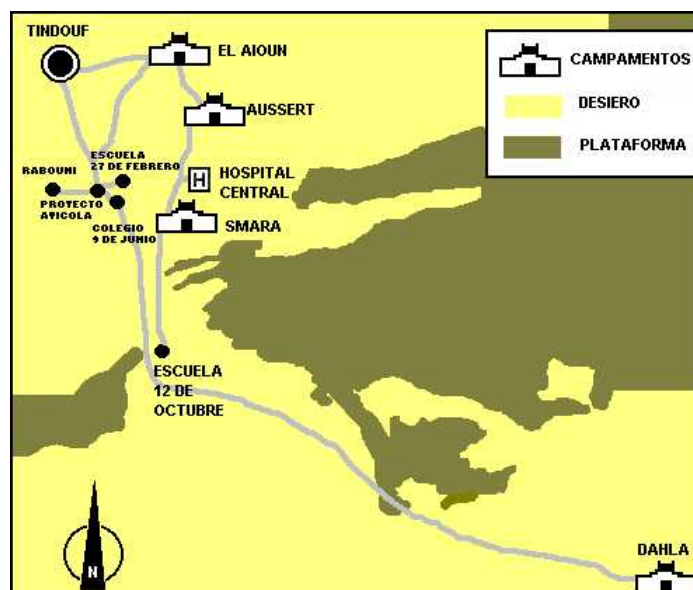 TINDOUF
EL AIOUN
CAMPAMENTOS
DESIERO
PLATAFORMA
AUSSERT
ESCUELA
27 DE FEBRERO
RABOUNI
HOSPITAL
CENTRAL
H
PROYECTO
AVICOLA
COLEGIO
9 DE JUNIO
SMARA
ESCUELA
12 DE
OCTUBRE
DAHLA
N